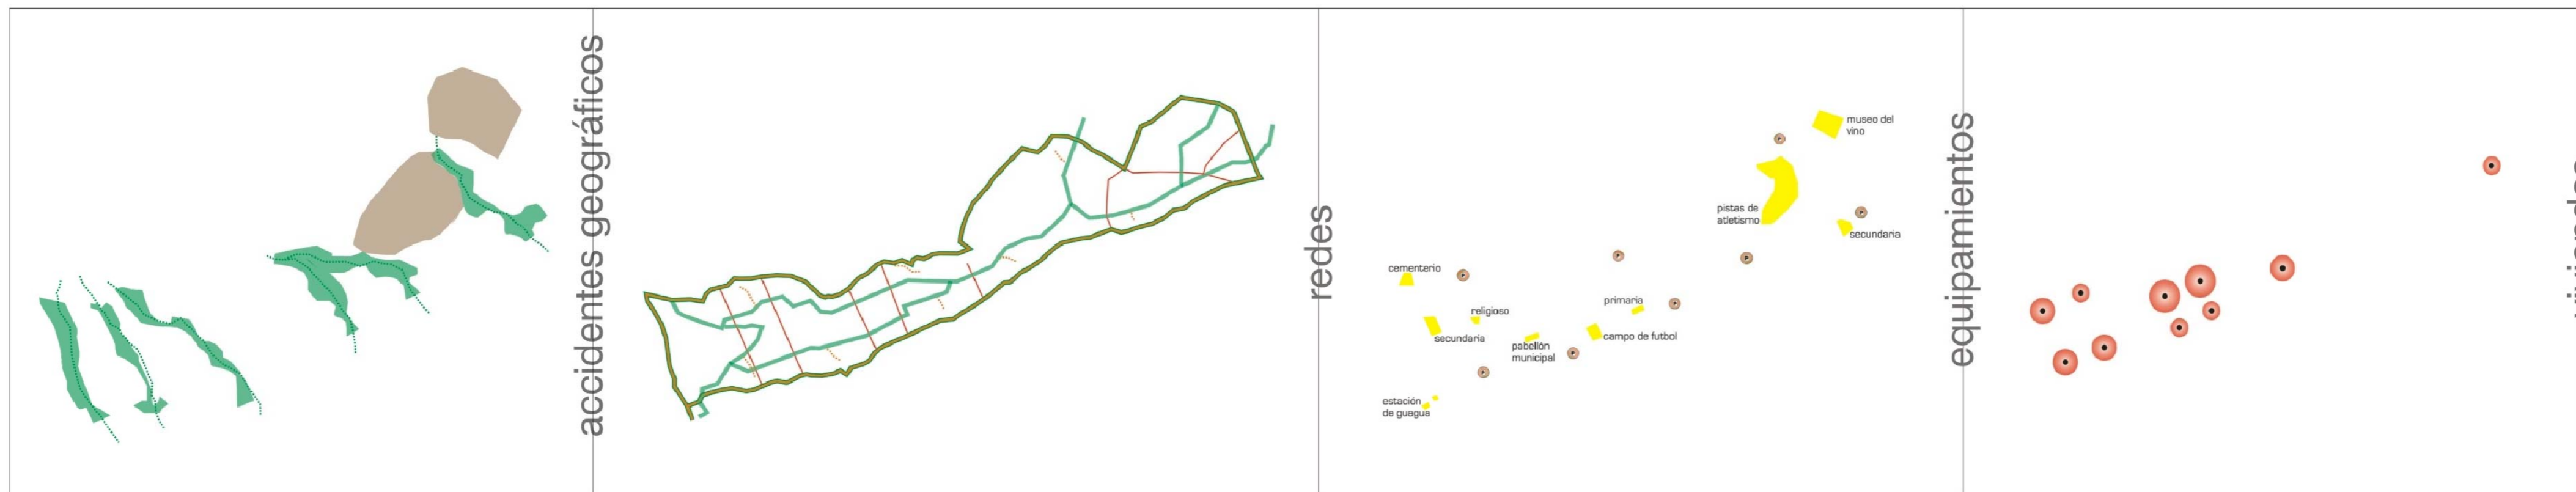 accidentes geográficos
redes
museo del
vino
pistas de
atletismo
secundaria
cementerio
religioso
primaria
secundaria
campo de futbol
pabellón
municipal
estación
de guagua
equipamientos